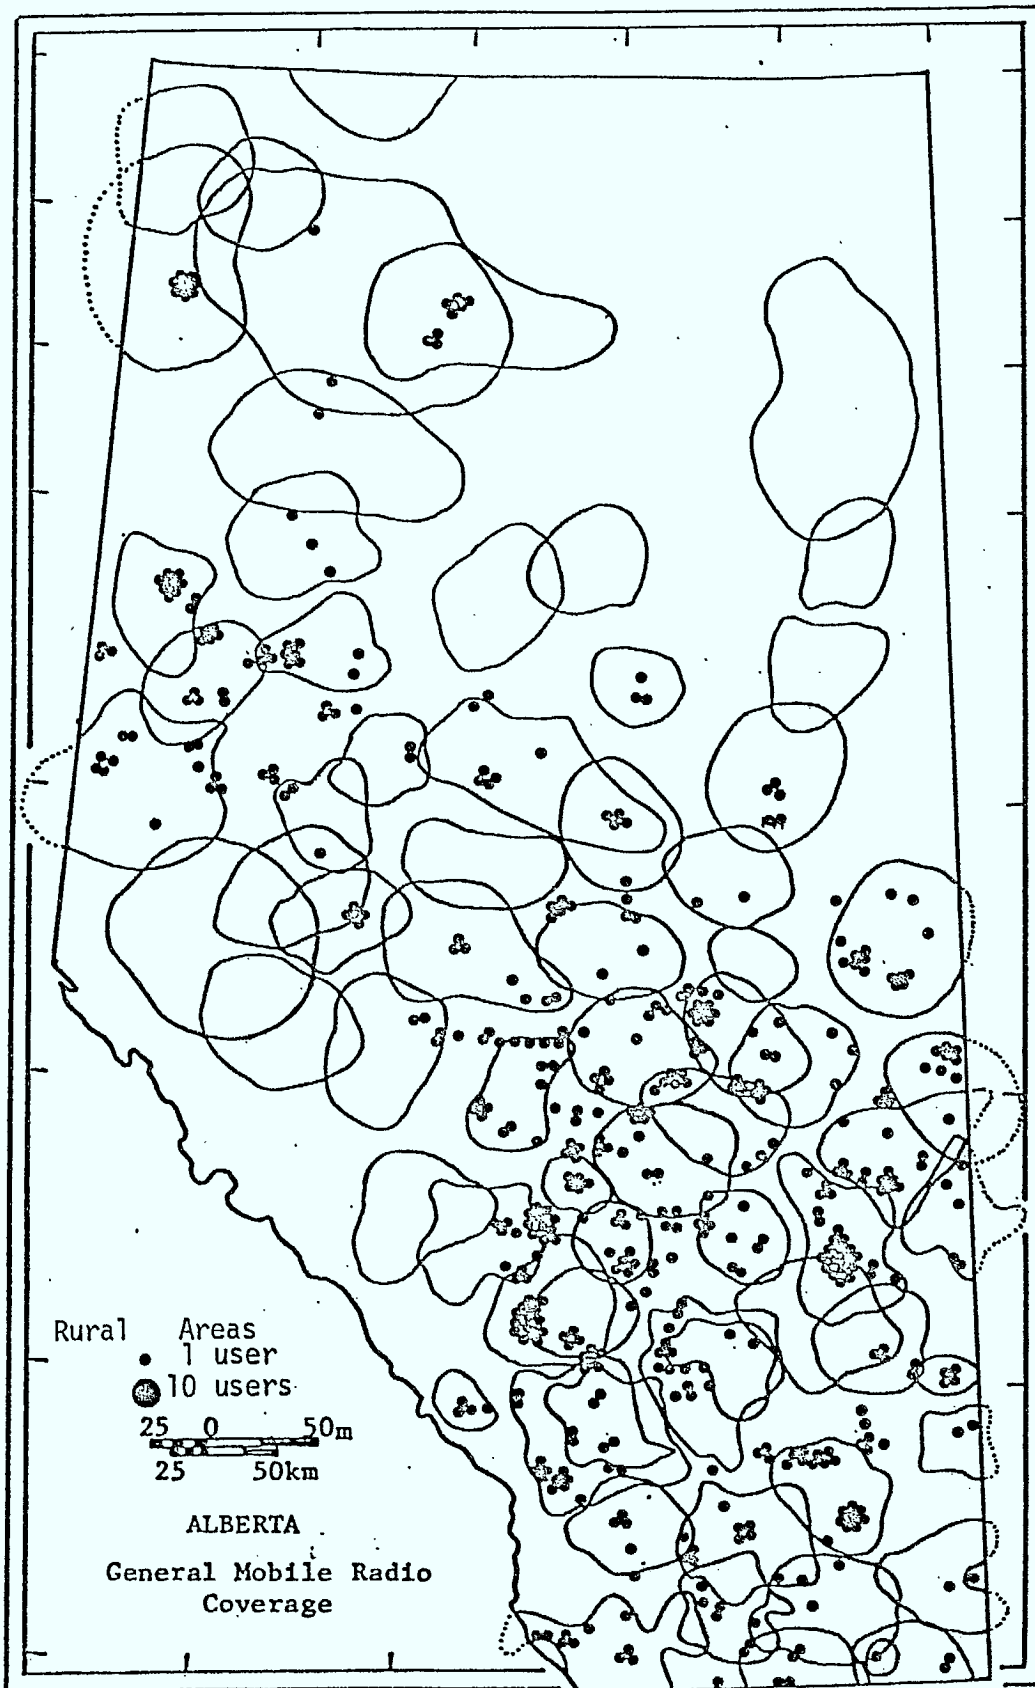 Rural Areas
1 user
10 users
25 0 50m
25 50km
ALBERTA
General Mobile Radio
Coverage